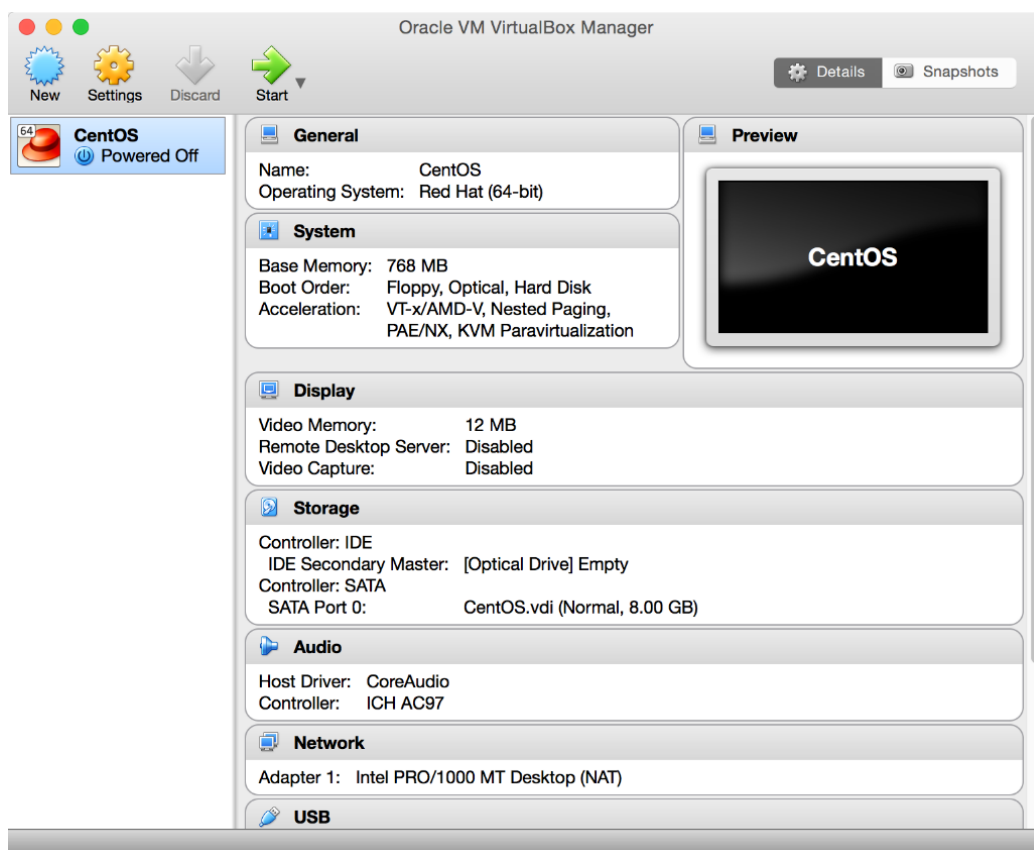 Oracle VM VirtualBox Manager
New Settings Discard Start
Details Snapshots
64
CentOS
Powered Off
General
Name: CentOS
Operating System: Red Hat (64-bit)
System
Base Memory: 768 MB
Boot Order: Floppy, Optical, Hard Disk
Acceleration: VT-x/AMD-V, Nested Paging,
PAE/NX, KVM Paravirtualization
Preview
CentOS
Display
Video Memory: 12 MB
Remote Desktop Server: Disabled
Video Capture: Disabled
Storage
Controller: IDE
IDE Secondary Master: [Optical Drive] Empty
Controller: SATA
SATA Port 0: CentOS.vdi (Normal, 8.00 GB)
Audio
Host Driver: CoreAudio
Controller: ICH AC97
Network
Adapter 1: Intel PRO/1000 MT Desktop (NAT)
USB